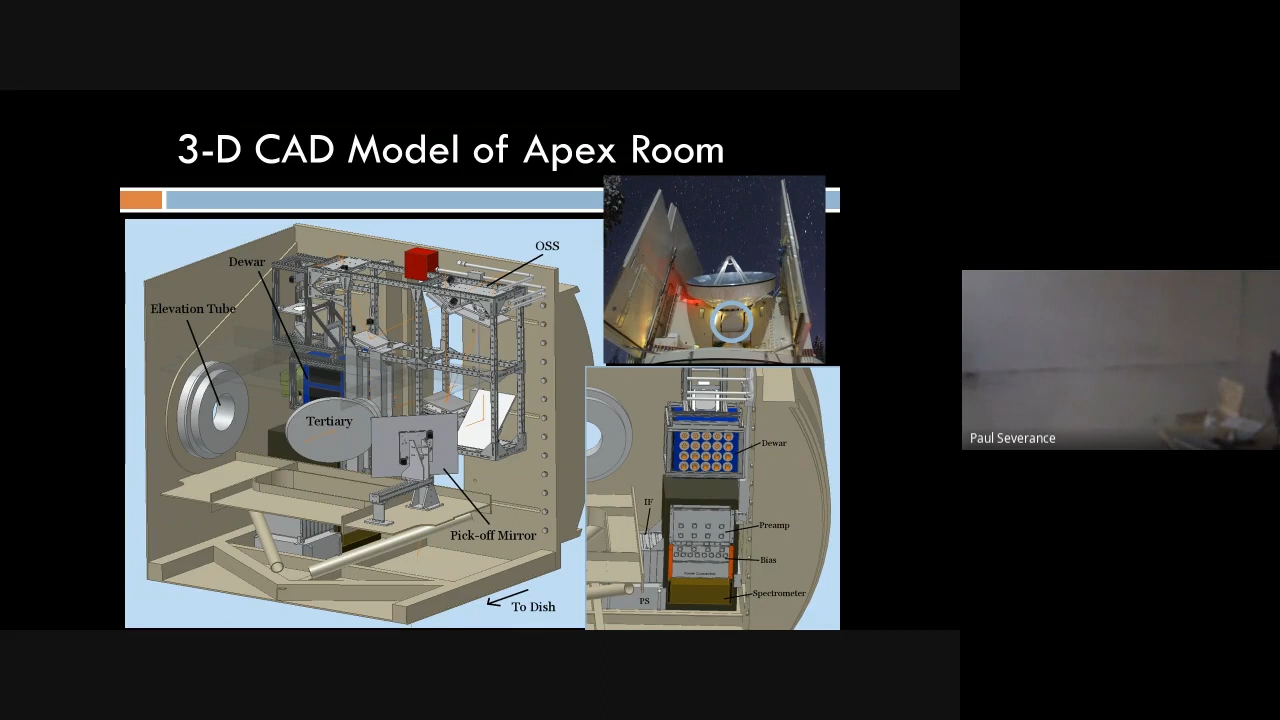 3-D CAD Model of Apex Room
OSS
Dewar
Elevation Tube
Tertiary
Pick-off Mirror
To Dish
Dewar
IF
Preamp
Bias
Spectrometer
PS
Paul Severance